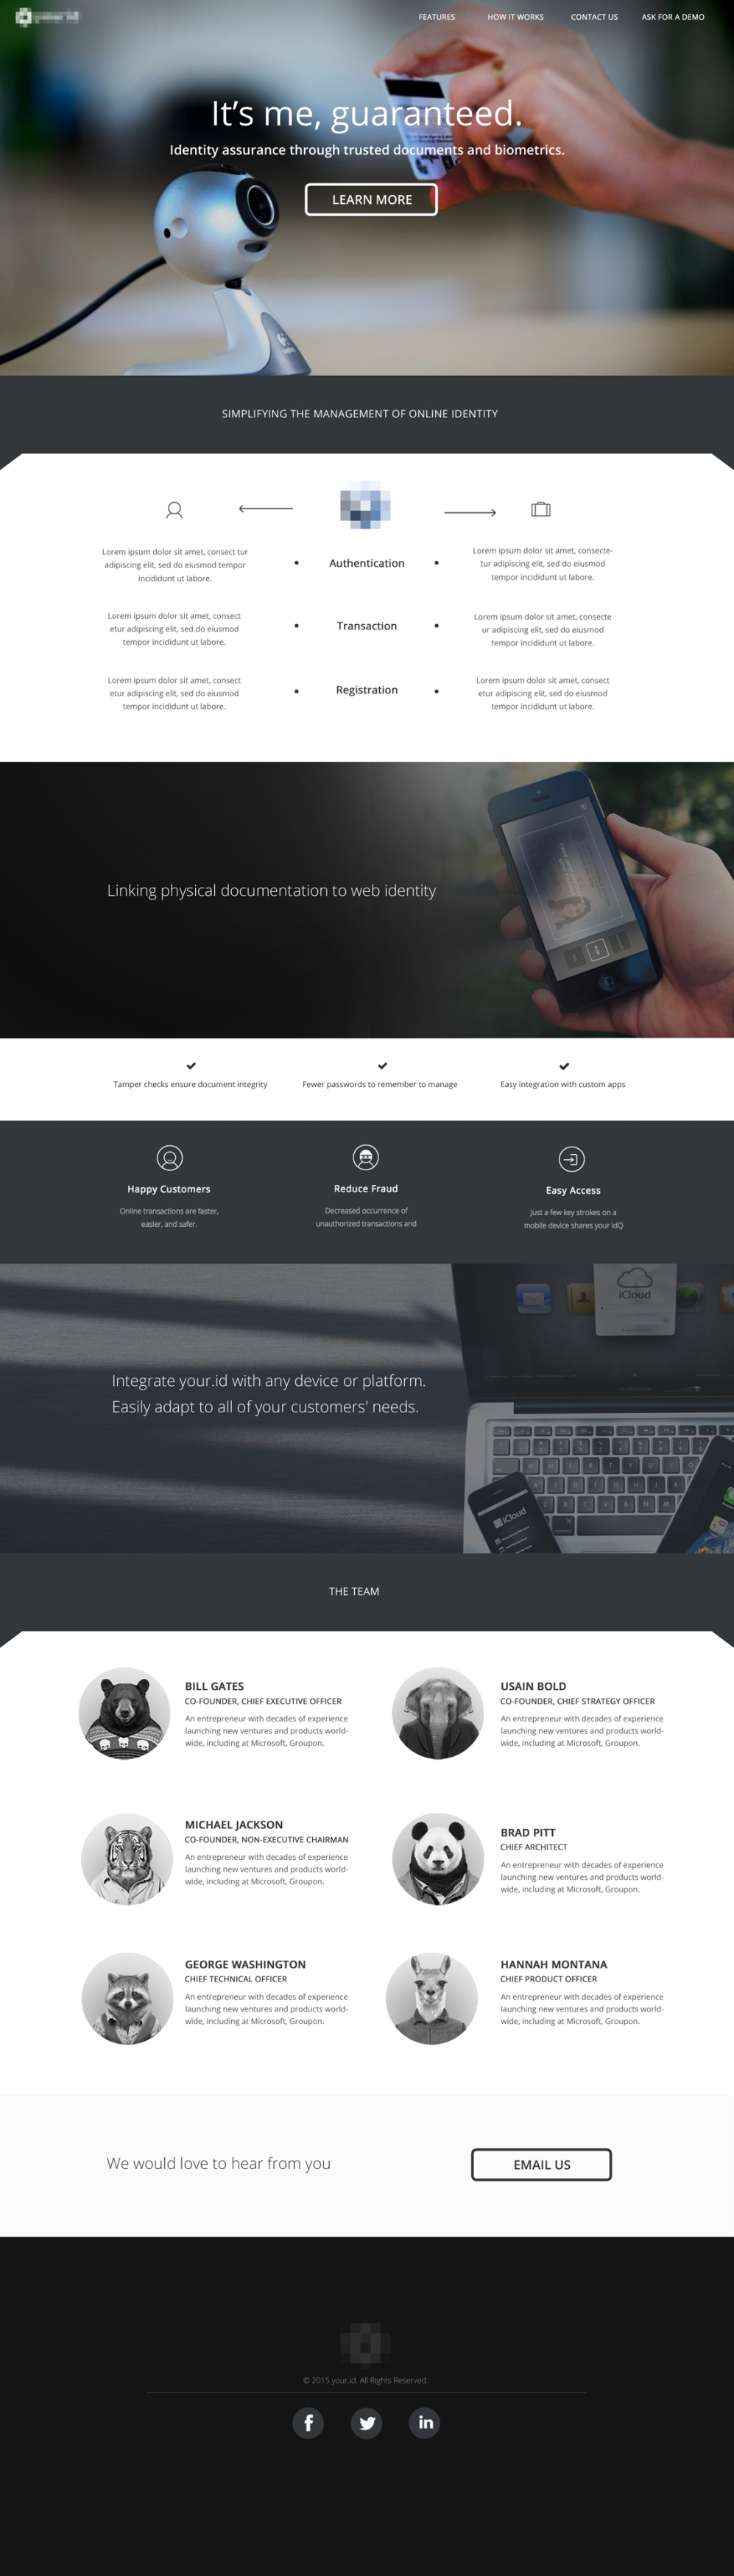 FEATURES HOW IT WORKS CONTACT US ASK FOR A DEMO
It's me, guaranteed.
Identity assurance through trusted documents and biometrics.
LEARN MORE
SIMPLIFYING THE MANAGEMENT OF ONLINE IDENTITY
Lorem ipsum dolor sit amet, consect tur
adipiscing elit, sed do eiusmod tempor
incididunt ut labore.
Authentication
Lorem ipsum dolor sit amet, consecte-
tur adipiscing elit, sed do eiusmod
tempor incididunt ut labore.
Lorem ipsum dolor sit amet, consect
etur adipiscing elit, sed do eiusmod
tempor incididunt ut labore.
Transaction
Lorem ipsum dolor sit amet, consecte
ur adipiscing elit, sed do eiusmod
tempor incididunt ut labore.
Lorem ipsum dolor sit amet, consect
etur adipiscing elit, sed do eiusmod
tempor incididunt ut labore.
Registration
Lorem ipsum dolor sit amet, consect
etur adipiscing elit, sed do eiusmod
tempor incididunt ut labore.
Linking physical documentation to web identity
Tamper checks ensure document integrity
Fewer passwords to remember to manage
Easy integration with custom apps
Happy Customers
Online transactions are faster,
easier, and safer.
Reduce Fraud
Decreased occurrence of
unauthorized transactions and
Easy Access
Just a few key strokes on a
mobile device shares your idQ
iCloud
Integrate your.id with any device or platform.
Easily adapt to all of your customers' needs.
iCloud
THE TEAM
BILL GATES
CO-FOUNDER, CHIEF EXECUTIVE OFFICER
An entrepreneur with decades of experience
launching new ventures and products world-
wide, including at Microsoft, Groupon.
USAIN BOLD
CO-FOUNDER, CHIEF STRATEGY OFFICER
An entrepreneur with decades of experience
launching new ventures and products world-
wide, including at Microsoft, Groupon.
MICHAEL JACKSON
CO-FOUNDER, NON-EXECUTIVE CHAIRMAN
An entrepreneur with decades of experience
launching new ventures and products world-
wide, including at Microsoft, Groupon.
BRAD PITT
CHIEF ARCHITECT
An entrepreneur with decades of experience
launching new ventures and products world-
wide, including at Microsoft, Groupon.
GEORGE WASHINGTON
CHIEF TECHNICAL OFFICER
An entrepreneur with decades of experience
launching new ventures and products world-
wide, including at Microsoft, Groupon.
HANNAH MONTANA
CHIEF PRODUCT OFFICER
An entrepreneur with decades of experience
launching new ventures and products world-
wide, including at Microsoft, Groupon.
We would love to hear from you
EMAIL US
© 2015 your.id. All Rights Reserved.